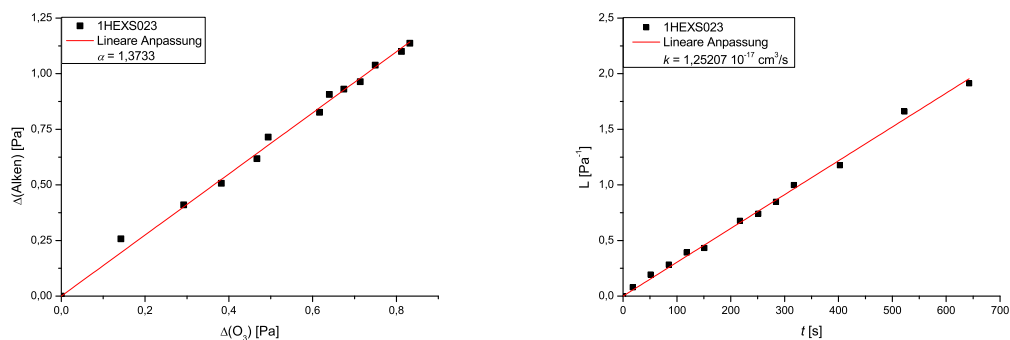 1HEXS023
Lineare Anpassung
α = 1,3733
1,25
1,00
0,75
0,50
0,25
0,00
Δ(Alken) [Pa]
0,0
0,2
0,4
0,6
0,8
Δ(O₃) [Pa]
1HEXS023
Lineare Anpassung
k = 1,25207 10⁻¹⁷ cm³/s
2,5
2,0
1,5
1,0
0,5
0,0
L [Pa⁻¹]
0
100
200
300
400
500
600
700
t [s]